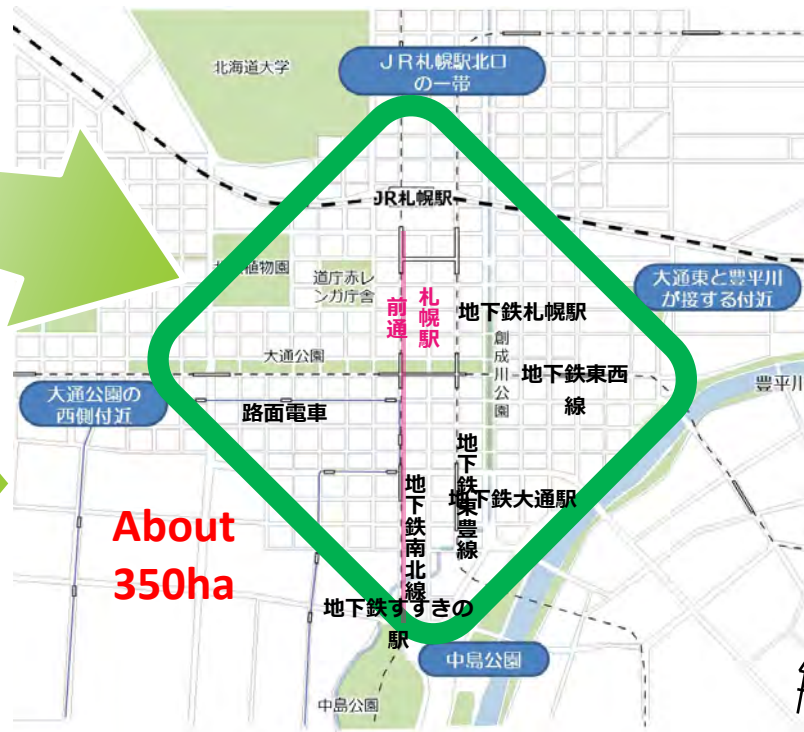 北海道大学
ＪＲ札幌駅北口
の一帯
JR札幌駅
植物園
道庁赤レ
ンガ庁舎
札幌駅
前通
地下鉄札幌駅
大通東と豊平川
が接する付近
大通公園
創成川公園
地下鉄東西
線
豊平川
大通公園の
西側付近
路面電車
地下鉄東豊線
地下鉄大通駅
地下鉄南北線
About
350ha
地下鉄すすきの
駅
中島公園
中島公園